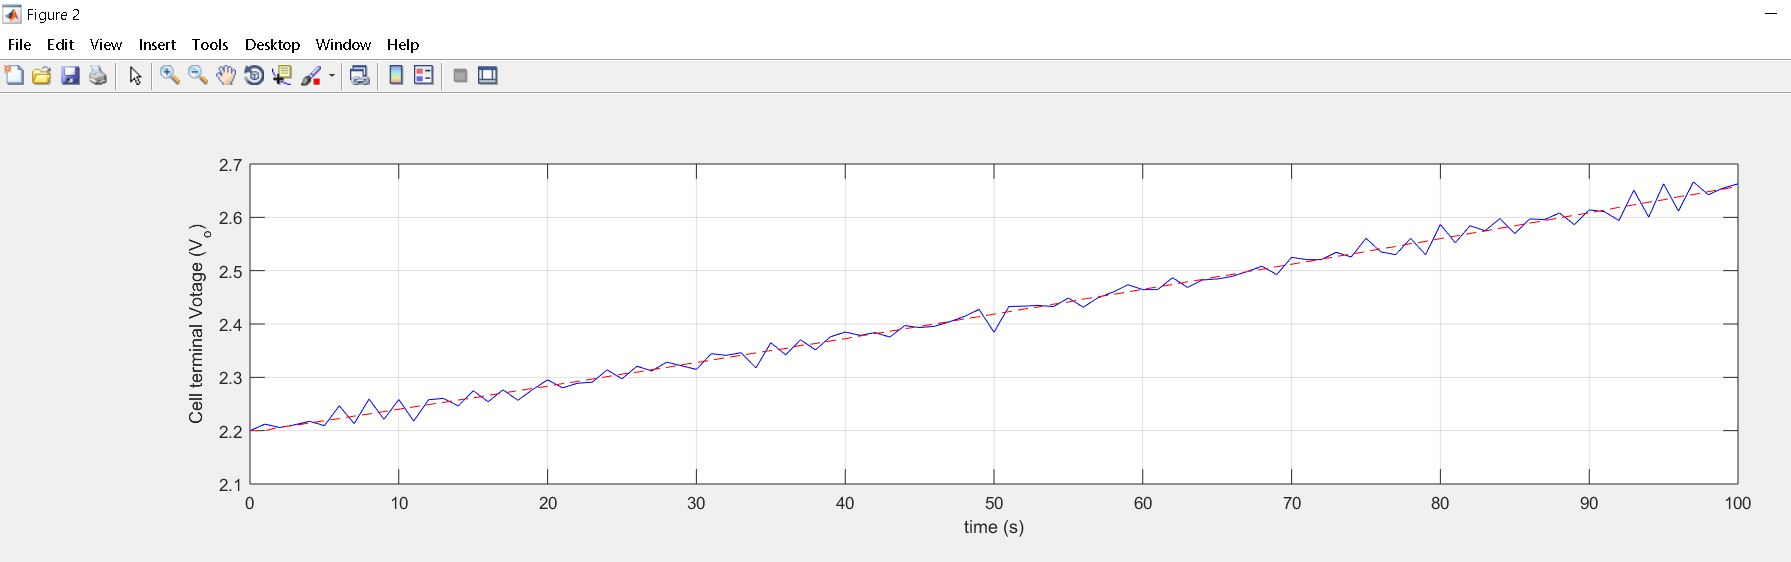 Figure 2
File Edit View Insert Tools Desktop Window Help
2.7
2.6
2.5
2.4
2.3
2.2
2.1
Cell terminal Votage (Vo)
0 10 20 30 40 50 60 70 80 90 100
time (s)